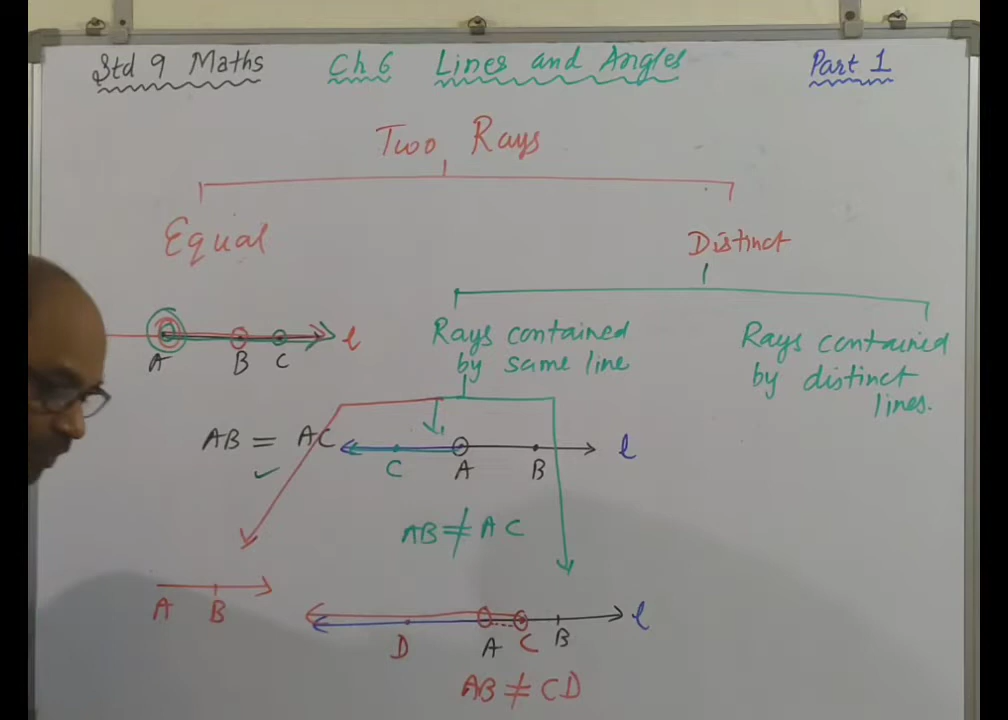 Std 9 Maths Ch 6 Lines and Angles Part 1
Two Rays
Equal Distinct
A B C l
Rays contained
by same line
Rays contained
by distinct
lines.
AB = AC
C A B l
AB ≠ AC
A B
D A C B l
AB ≠ CD